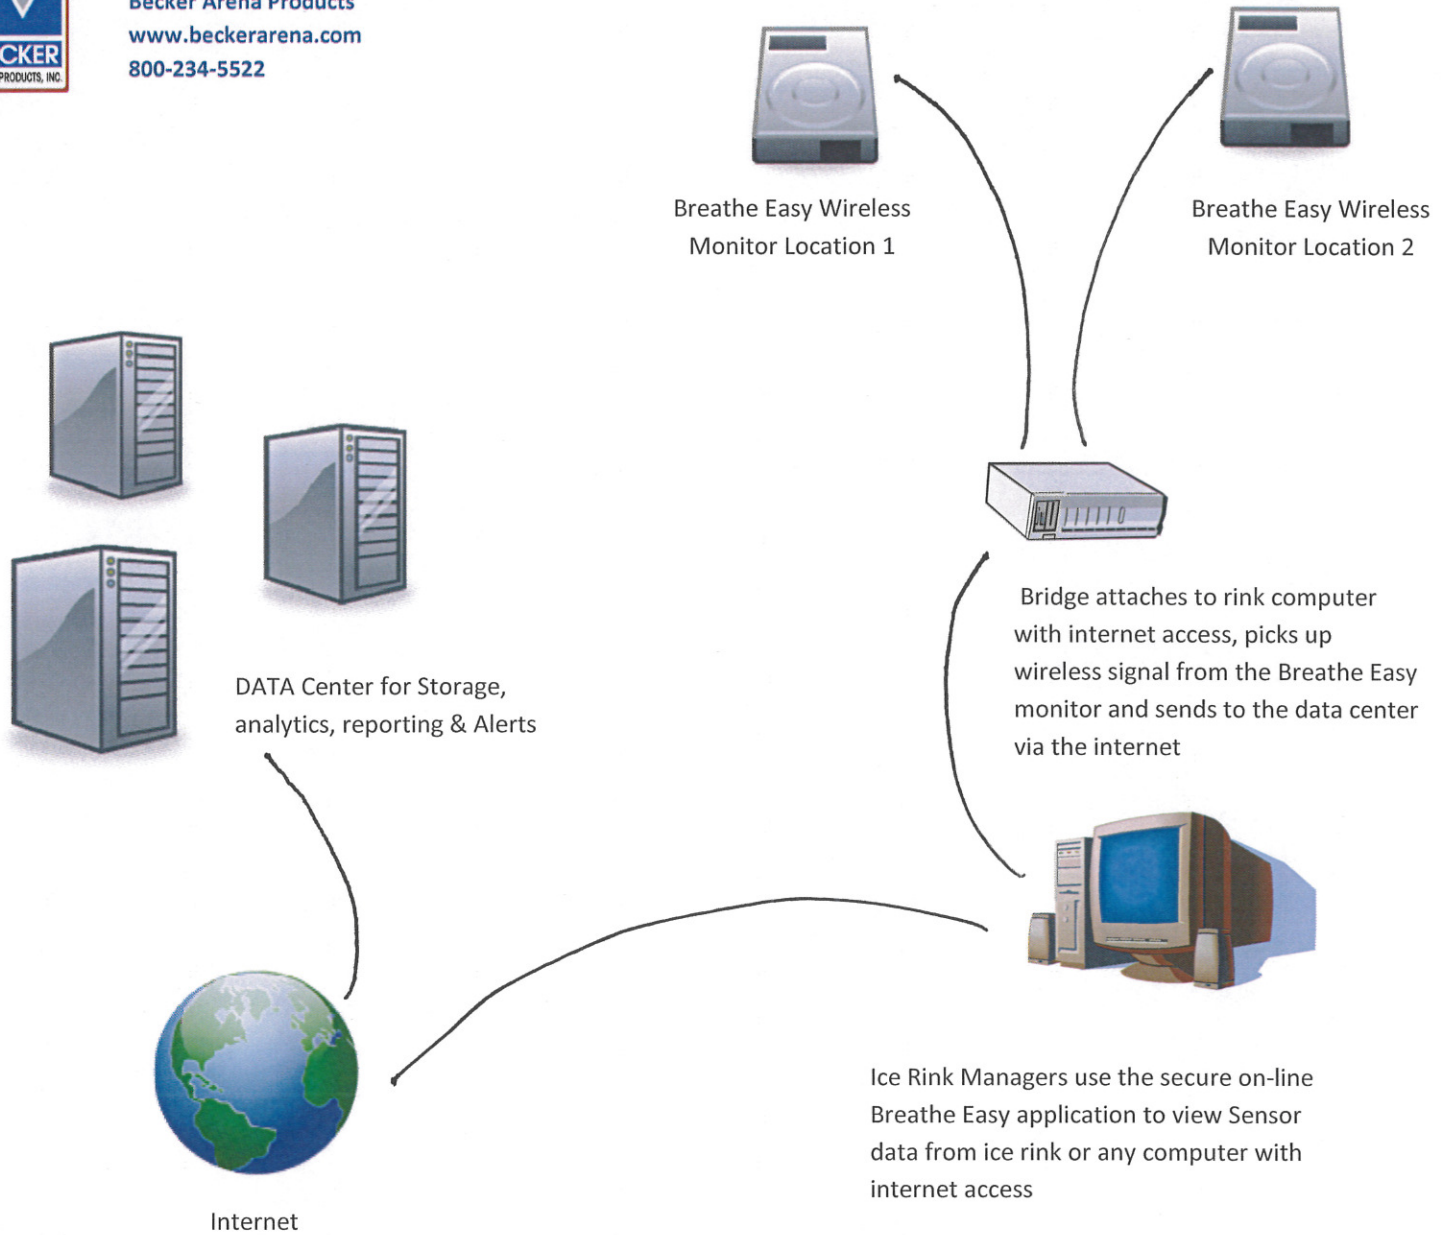 CKER
PRODUCTS, INC.
Becker Arena Products
www.beckerarena.com
800-234-5522
Breathe Easy Wireless
Monitor Location 1
Breathe Easy Wireless
Monitor Location 2
Bridge attaches to rink computer
with internet access, picks up
wireless signal from the Breathe Easy
monitor and sends to the data center
via the internet
DATA Center for Storage,
analytics, reporting & Alerts
Ice Rink Managers use the secure on-line
Breathe Easy application to view Sensor
data from ice rink or any computer with
internet access
Internet